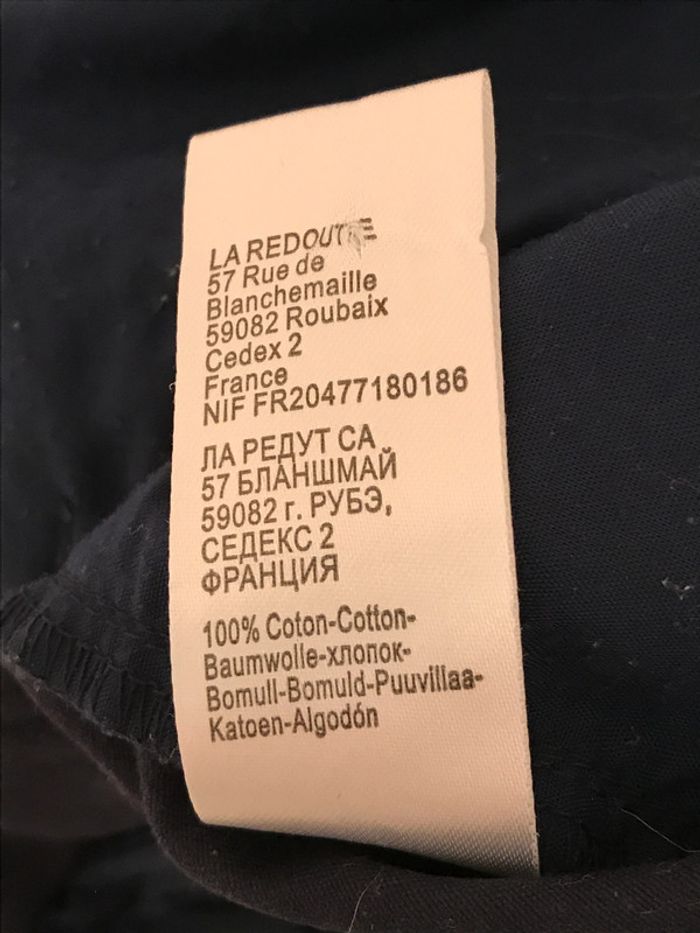 LA REDOUTE
57 Rue de
Blanchemaille
59082 Roubaix
Cedex 2
France
NIF FR20477180186
ЛА РЕДУТ СА
57 БЛАНШМАЙ
59082 г. РУБЭ,
СЕДЕКС 2
ФРАНЦИЯ
100% Coton-Cotton-
Baumwolle-хлопок-
Bomull-Bomuld-Puuvillaa-
Katoen-Algodón